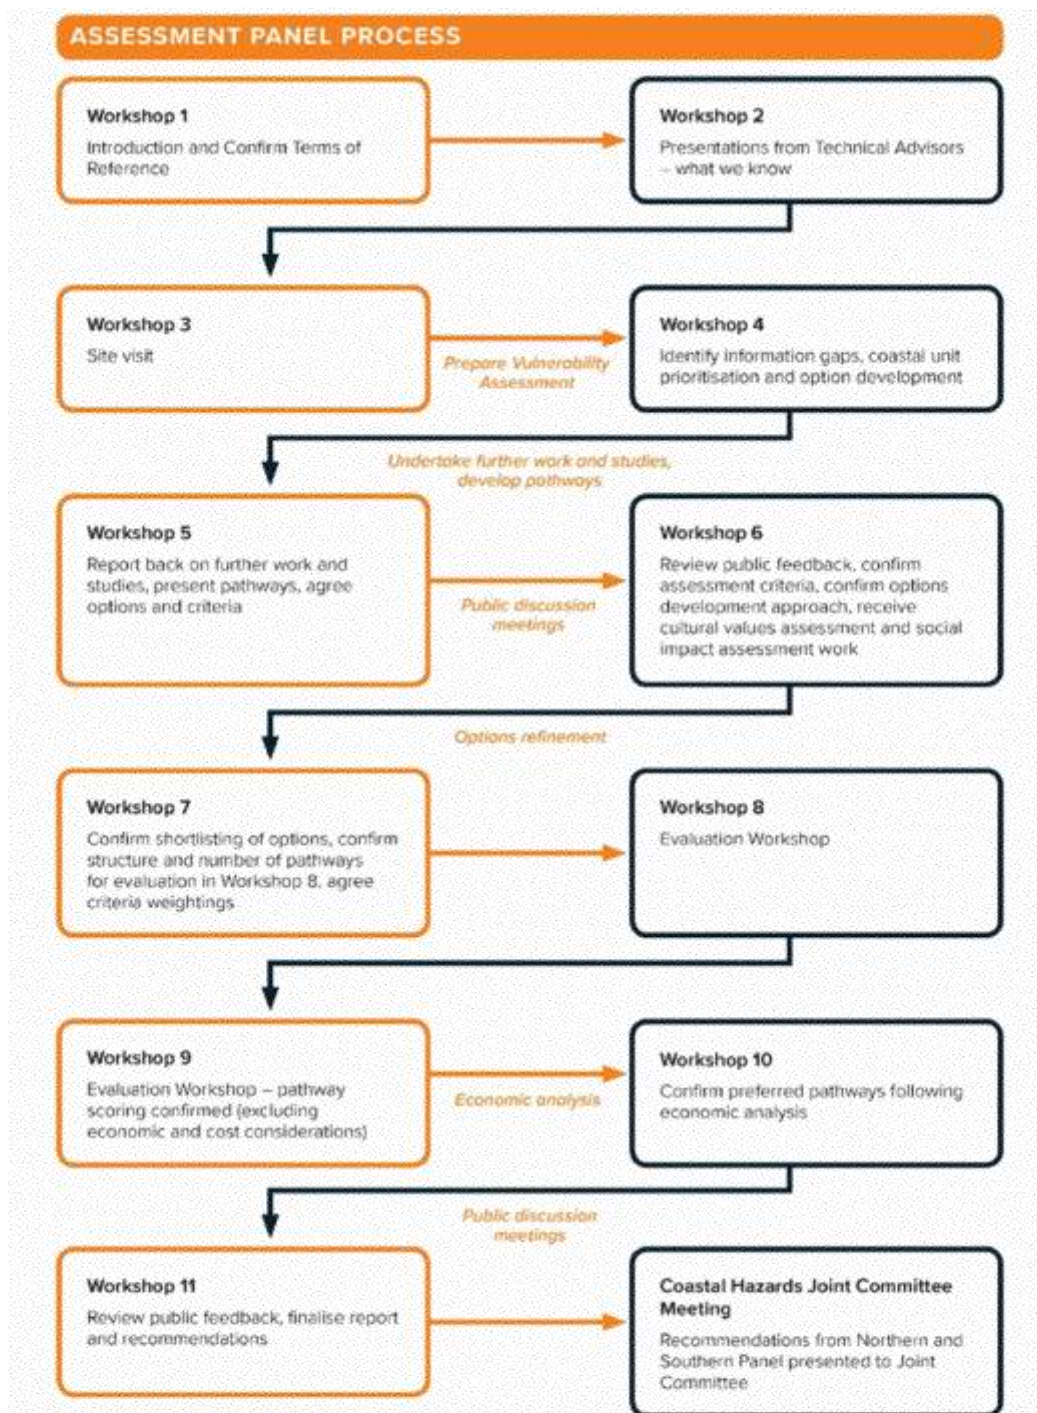 ASSESSMENT PANEL PROCESS
Workshop 1
Introduction and Confirm Terms of
Reference
Workshop 2
Presentations from Technical Advisors
– what we know
Workshop 3
Site visit
Prepare Vulnerability
Assessment
Workshop 4
Identify information gaps, coastal unit
prioritisation and option development
Undertake further work and studies,
develop pathways
Workshop 5
Report back on further work and
studies, present pathways, agree
options and criteria
Public discussion
meetings
Workshop 6
Review public feedback, confirm
assessment criteria, confirm options
development approach, receive
cultural values assessment and social
impact assessment work
Options refinement
Workshop 7
Confirm shortlisting of options, confirm
structure and number of pathways
for evaluation in Workshop 8, agree
criteria weightings
Workshop 8
Evaluation Workshop
Workshop 9
Evaluation Workshop – pathway
scoring confirmed (excluding
economic and cost considerations)
Economic analysis
Workshop 10
Confirm preferred pathways following
economic analysis
Public discussion
meetings
Workshop 11
Review public feedback, finalise report
and recommendations
Coastal Hazards Joint Committee
Meeting
Recommendations from Northern and
Southern Panel presented to Joint
Committee